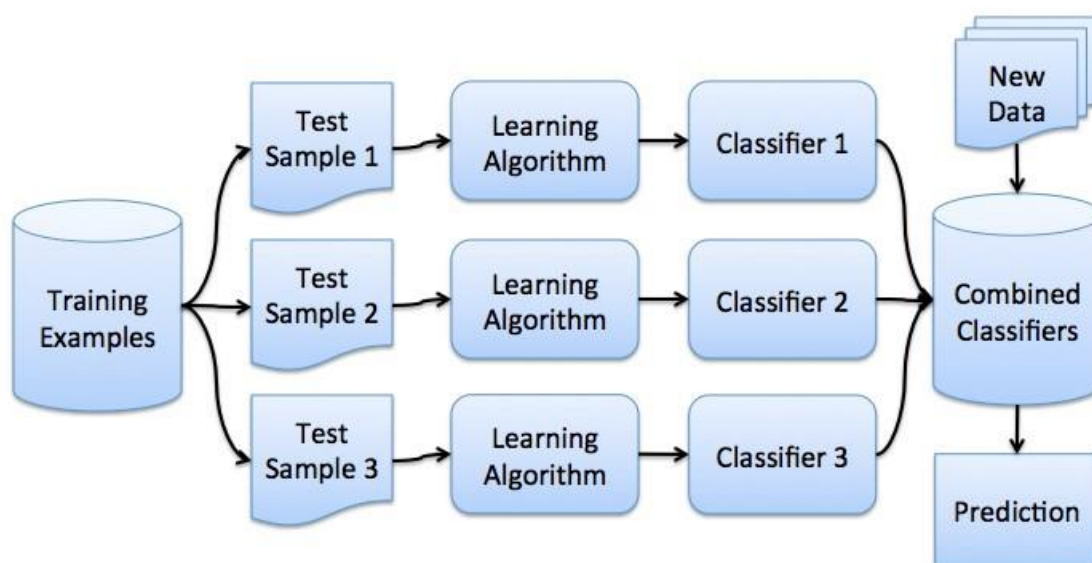 Training
Examples
Test
Sample 1
Learning
Algorithm
Classifier 1
Test
Sample 2
Learning
Algorithm
Classifier 2
Test
Sample 3
Learning
Algorithm
Classifier 3
New
Data
Combined
Classifiers
Prediction